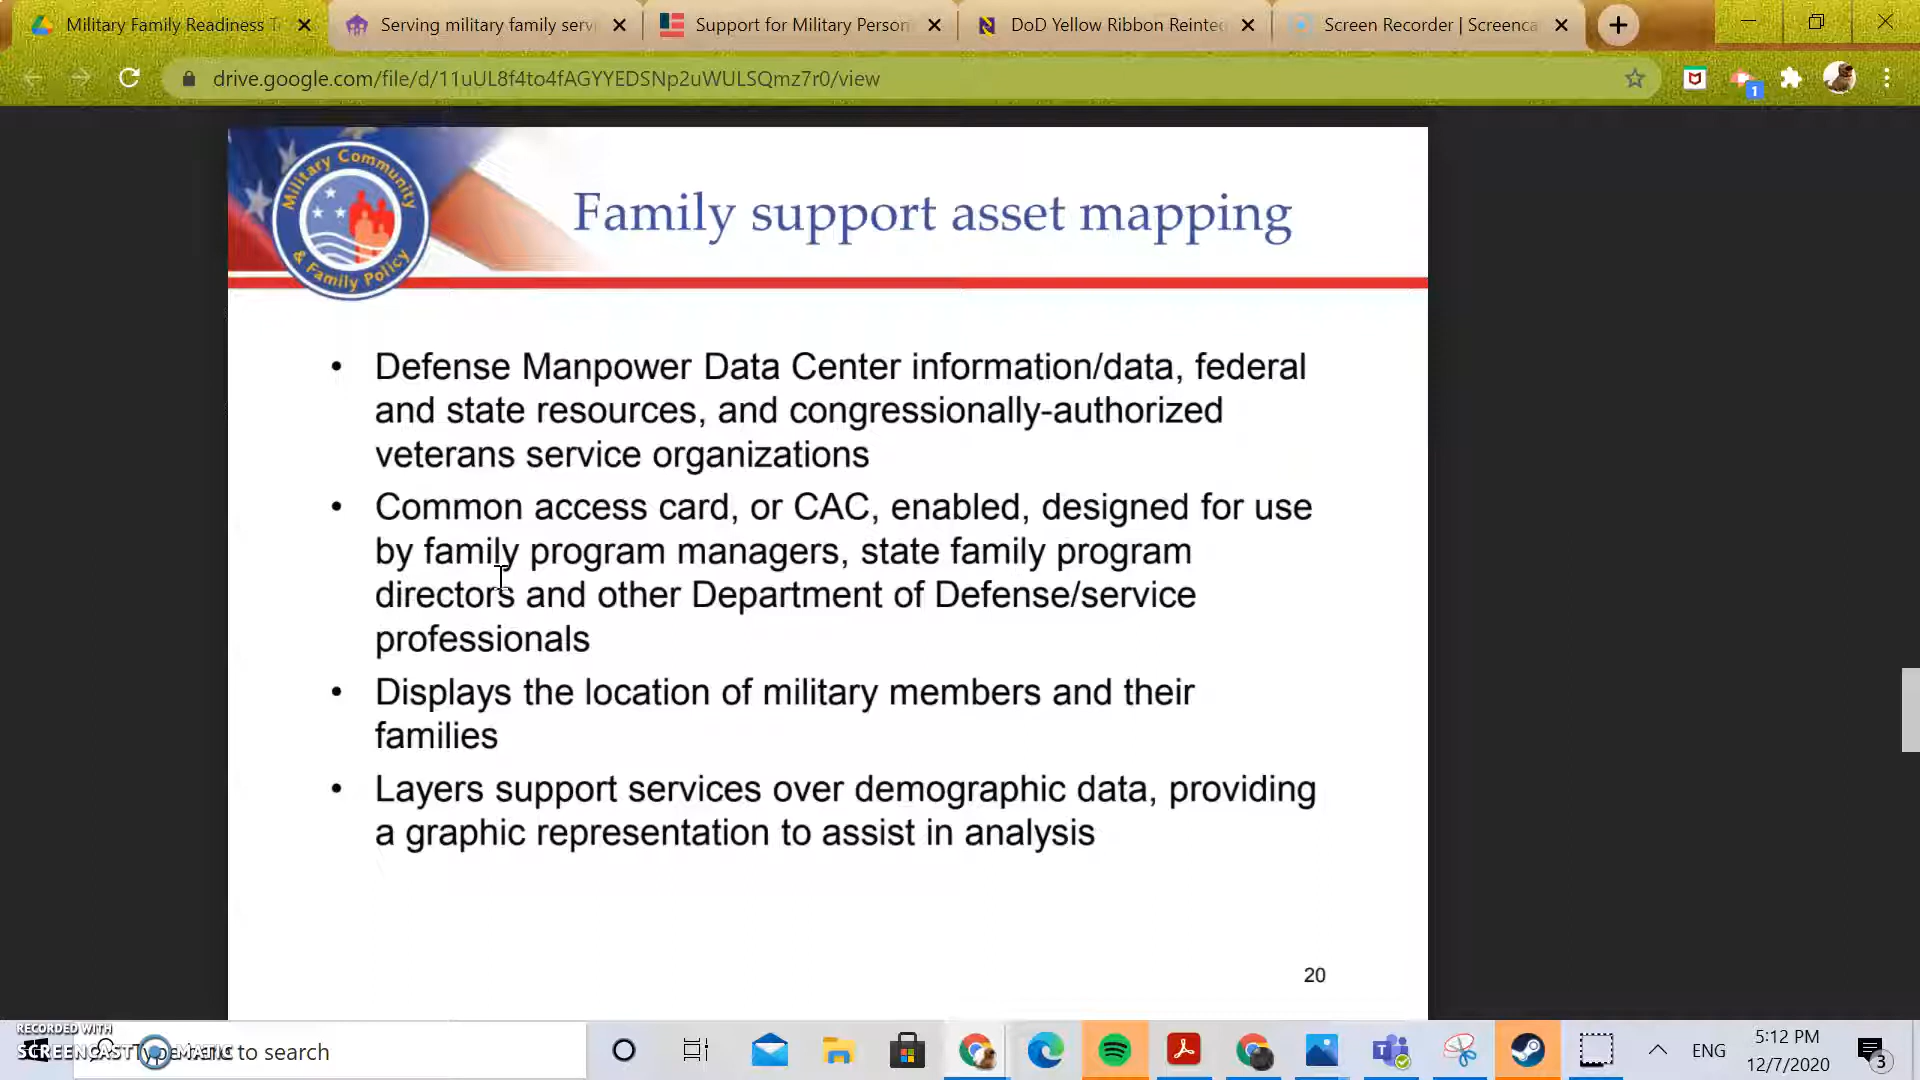 Military Family Readiness T
Serving military family serv
Support for Military Person
DoD Yellow Ribbon Reinteg
Screen Recorder | Screenca
drive.google.com/file/d/11uUL8f4to4fAGYYEDSNp2uWULSQmz7r0/view
1
Military Community
& Family Policy
Family support asset mapping
• Defense Manpower Data Center information/data, federal
and state resources, and congressionally-authorized
veterans service organizations
• Common access card, or CAC, enabled, designed for use
by family program managers, state family program
directors and other Department of Defense/service
professionals
• Displays the location of military members and their
families
• Layers support services over demographic data, providing
a graphic representation to assist in analysis
20
RECORDED WITH
SCREENCAST MATIC
Type here to search
ENG
5:12 PM
12/7/2020
3